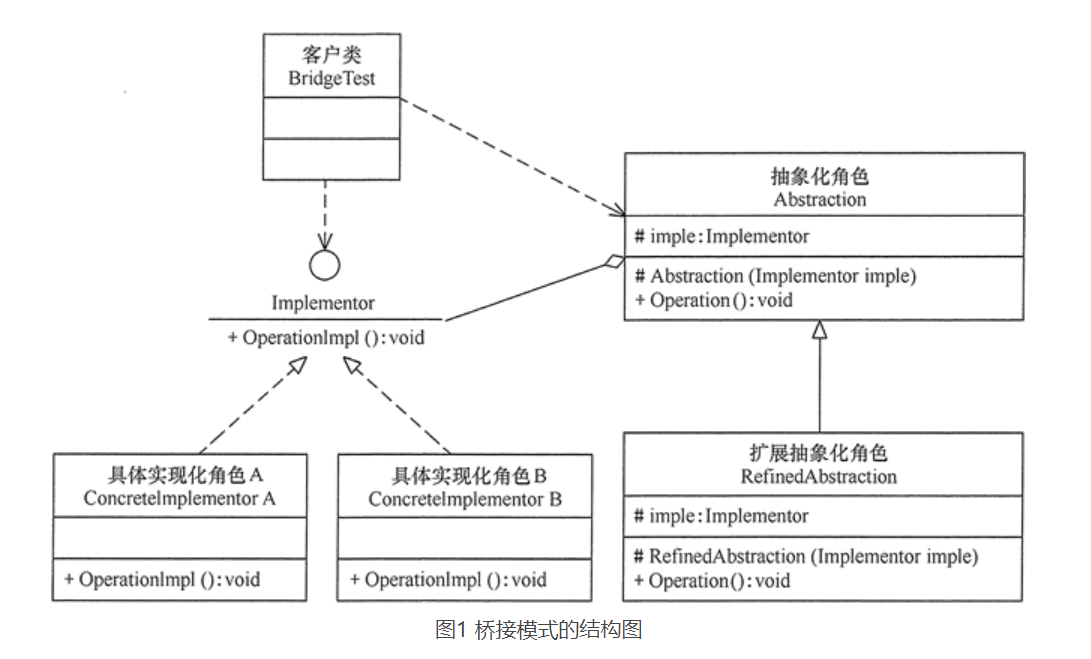 客户类
BridgeTest
抽象化角色
Abstraction
# imple:Implementor
# Abstraction (Implementor imple)
+ Operation():void
Implementor
+ OperationImpl ():void
具体实现化角色A
ConcreteImplementor A
+ OperationImpl ():void
具体实现化角色B
ConcreteImplementor B
+ OperationImpl ():void
扩展抽象化角色
RefinedAbstraction
# imple:Implementor
# RefinedAbstraction (Implementor imple)
+ Operation():void
图1 桥接模式的结构图